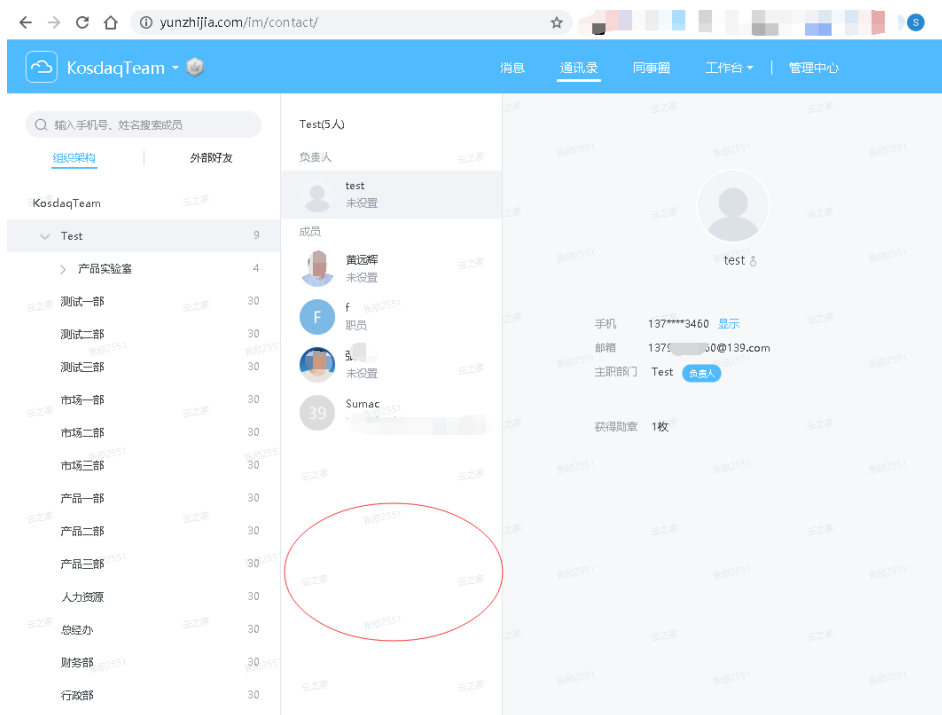 yunzhijia.com/im/contact/
S
KosdaqTeam
消息 通讯录 同事圈 工作台 管理中心
输入手机号、姓名搜索成员
组织架构 外部好友
KosdaqTeam
Test 9
产品实验室 4
测试一部 30
测试二部 30
测试三部 30
市场一部 30
市场二部 30
市场三部 30
产品一部 30
产品二部 30
产品三部 30
人力资源 30
总经办 30
财务部 30
行政部 30
Test(5人)
负责人
test
未设置
成员
黄远辉
未设置
F
f
职员
张
未设置
39
Sumac
test
手机 137****3460 显示
邮箱 1379 60@139.com
主职部门 Test 负责人
获得勋章 1枚
云之家